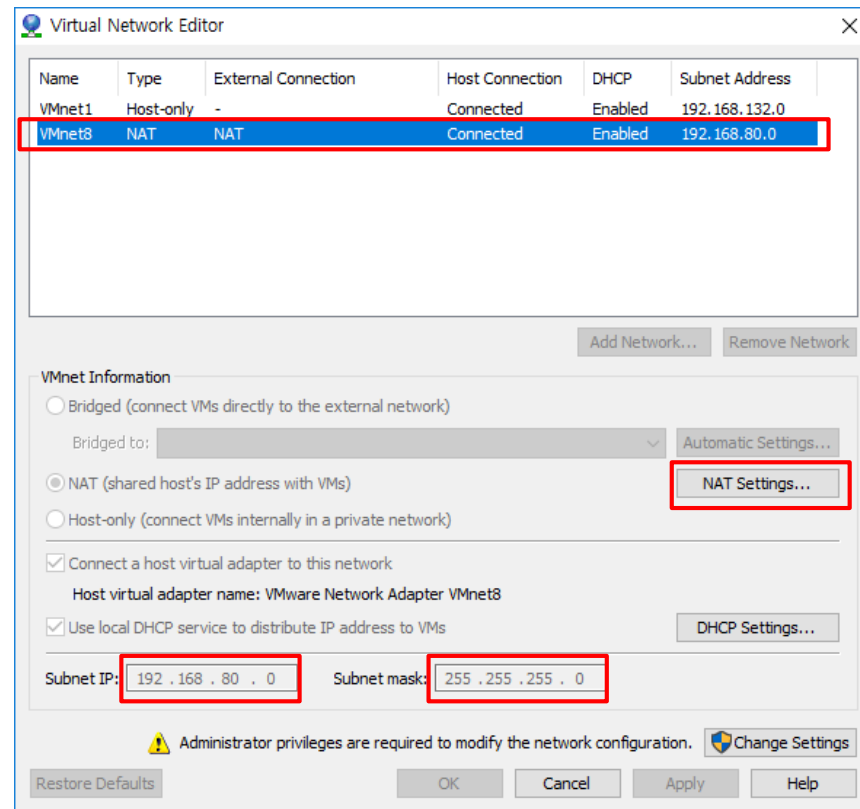 Virtual Network Editor
Name Type External Connection Host Connection DHCP Subnet Address
VMnet1 Host-only - Connected Enabled 192.168.132.0
VMnet8 NAT NAT Connected Enabled 192.168.80.0
Add Network... Remove Network
VMnet Information
Bridged (connect VMs directly to the external network)
Bridged to: Automatic Settings...
NAT (shared host's IP address with VMs) NAT Settings...
Host-only (connect VMs internally in a private network)
Connect a host virtual adapter to this network
Host virtual adapter name: VMware Network Adapter VMnet8
Use local DHCP service to distribute IP address to VMs DHCP Settings...
Subnet IP: 192 . 168 . 80 . 0 Subnet mask: 255 . 255 . 255 . 0
Administrator privileges are required to modify the network configuration. Change Settings
Restore Defaults OK Cancel Apply Help